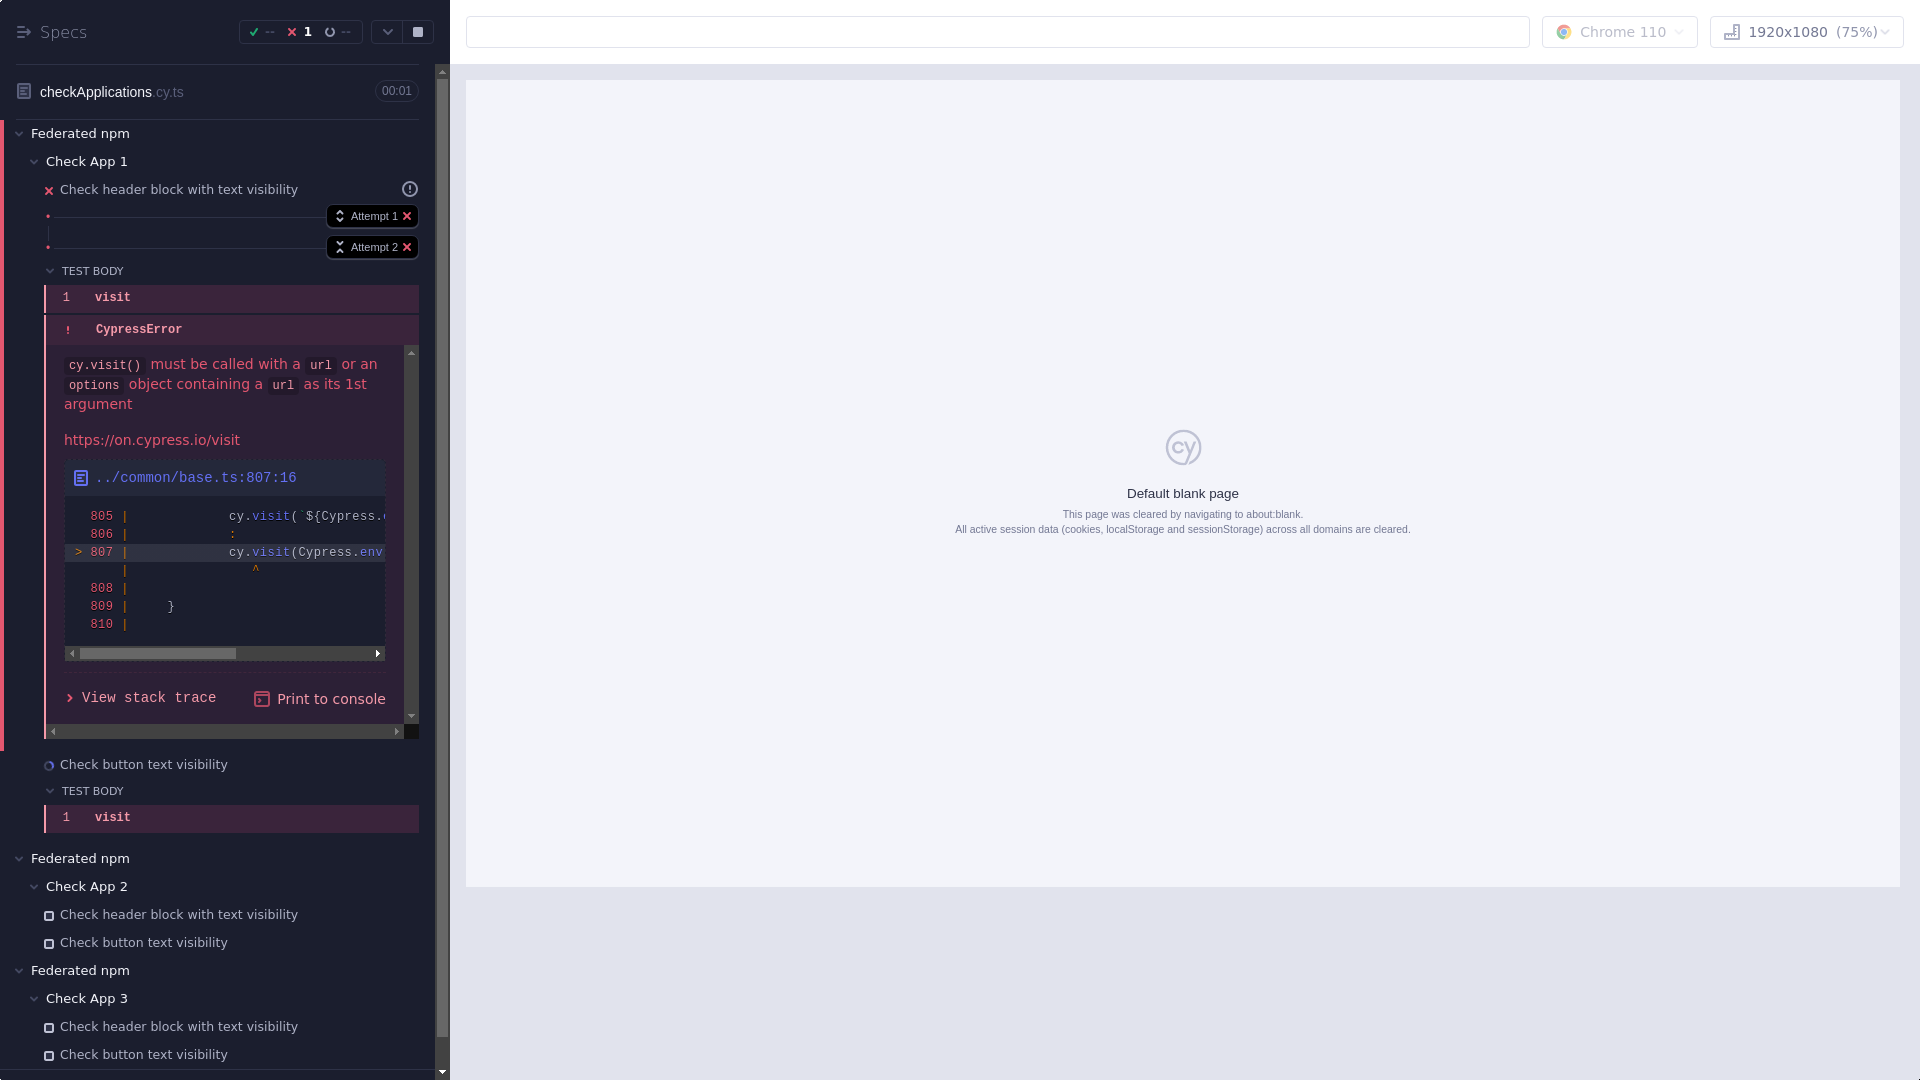 Specs
-- 1 --
checkApplications.cy.ts 00:01
Federated npm
Check App 1
Check header block with text visibility
Attempt 1
Attempt 2
TEST BODY
1 visit
! CypressError
cy.visit() must be called with a url or an
options object containing a url as its 1st
argument
https://on.cypress.io/visit
../common/base.ts:807:16
805 | cy.visit(`${Cypress.
806 | :
> 807 | cy.visit(Cypress.env
| ^
808 |
809 | }
810 |
View stack trace
Print to console
Check button text visibility
TEST BODY
1 visit
Federated npm
Check App 2
Check header block with text visibility
Check button text visibility
Federated npm
Check App 3
Check header block with text visibility
Check button text visibility
Chrome 110
1920x1080 (75%)
cy
Default blank page
This page was cleared by navigating to about:blank.
All active session data (cookies, localStorage and sessionStorage) across all domains are cleared.